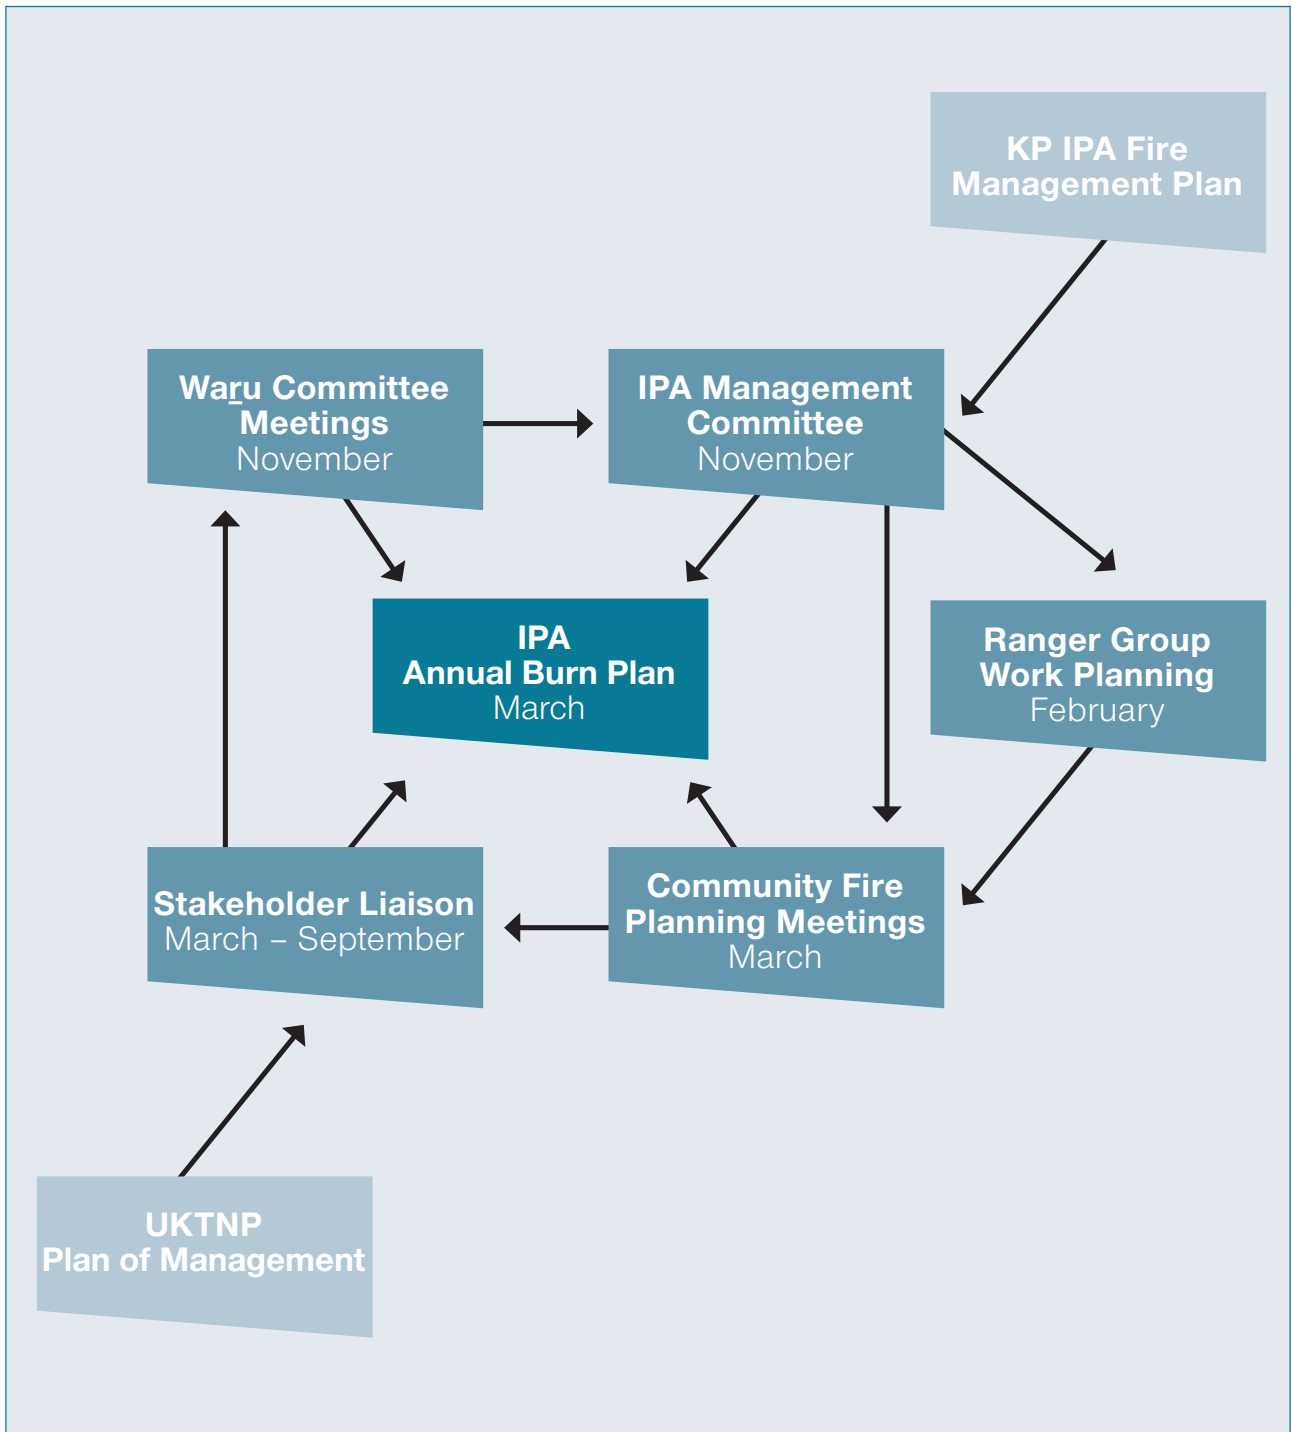 KP IPA Fire
Management Plan
Waṟu Committee
Meetings
November
IPA Management
Committee
November
IPA
Annual Burn Plan
March
Ranger Group
Work Planning
February
Stakeholder Liaison
March – September
Community Fire
Planning Meetings
March
UKTNP
Plan of Management